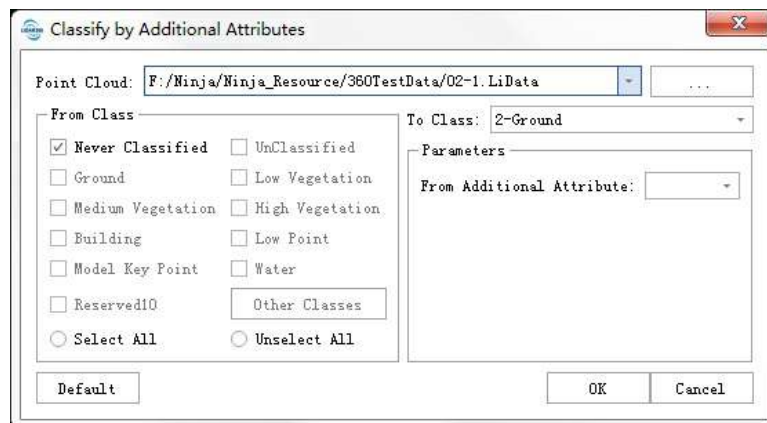 Classify by Additional Attributes
Point Cloud: F:/Ninja/Ninja_Resource/360TestData/02-1.LiData ...
From Class
To Class: 2-Ground
Never Classified UnClassified
Parameters
Ground Low Vegetation
From Additional Attribute:
Medium Vegetation High Vegetation
Building Low Point
Model Key Point Water
Reserved10 Other Classes
Select All Unselect All
Default OK Cancel